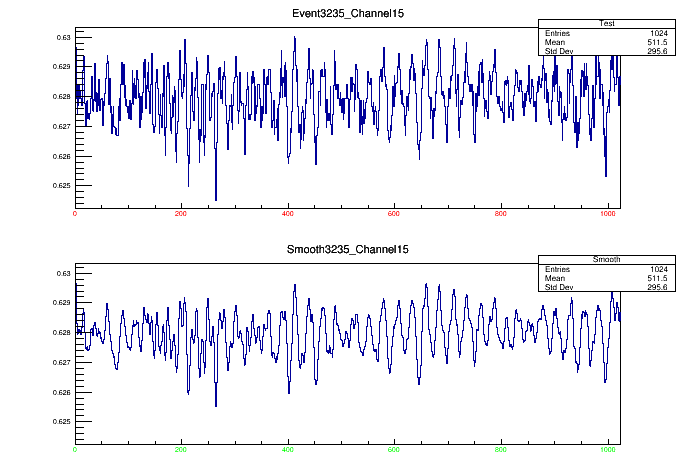 Event3235_Channel15
Test
Entries 1024
Mean 511.5
Std Dev 295.6
0.63
0.629
0.628
0.627
0.626
0.625
0 200 400 600 800 1000
Smooth3235_Channel15
Smooth
Entries 1024
Mean 511.5
Std Dev 295.6
0.63
0.629
0.628
0.627
0.626
0.625
0 200 400 600 800 1000